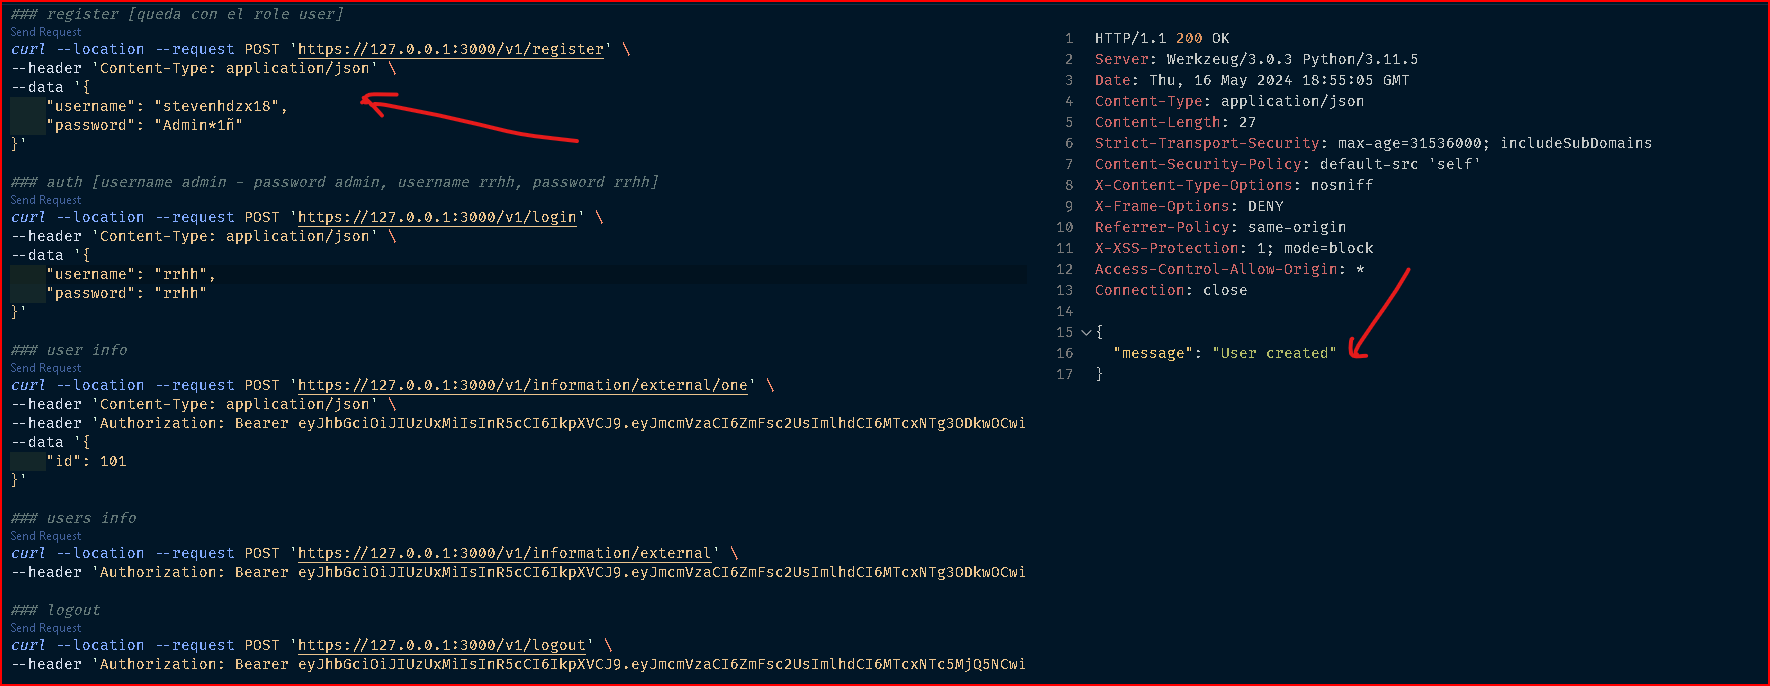 ### register [queda con el role user]
Send Request
curl --location --request POST 'https://127.0.0.1:3000/v1/register' \
--header 'Content-Type: application/json' \
--data '{
    "username": "stevenhdzx18",
    "password": "Admin*1ñ"
}'
### auth [username admin - password admin, username rrhh, password rrhh]
Send Request
curl --location --request POST 'https://127.0.0.1:3000/v1/login' \
--header 'Content-Type: application/json' \
--data '{
    "username": "rrhh",
    "password": "rrhh"
}'
### user info
Send Request
curl --location --request POST 'https://127.0.0.1:3000/v1/information/external/one' \
--header 'Content-Type: application/json' \
--header 'Authorization: Bearer eyJhbGciOiJIUzUxMiIsInR5cCI6IkpXVCJ9.eyJmcmVzaCI6ZmFsc2UsImlhdCI6MTcxNTg3ODkwOCwi
--data '{
    "id": 101
}'
### users info
Send Request
curl --location --request POST 'https://127.0.0.1:3000/v1/information/external' \
--header 'Authorization: Bearer eyJhbGciOiJIUzUxMiIsInR5cCI6IkpXVCJ9.eyJmcmVzaCI6ZmFsc2UsImlhdCI6MTcxNTg3ODkwOCwi
### logout
Send Request
curl --location --request POST 'https://127.0.0.1:3000/v1/logout' \
--header 'Authorization: Bearer eyJhbGciOiJIUzUxMiIsInR5cCI6IkpXVCJ9.eyJmcmVzaCI6ZmFsc2UsImlhdCI6MTcxNTc5MjQ5NCwi
1 HTTP/1.1 200 OK
2 Server: Werkzeug/3.0.3 Python/3.11.5
3 Date: Thu, 16 May 2024 18:55:05 GMT
4 Content-Type: application/json
5 Content-Length: 27
6 Strict-Transport-Security: max-age=31536000; includeSubDomains
7 Content-Security-Policy: default-src 'self'
8 X-Content-Type-Options: nosniff
9 X-Frame-Options: DENY
10 Referrer-Policy: same-origin
11 X-XSS-Protection: 1; mode=block
12 Access-Control-Allow-Origin: *
13 Connection: close
14
15 {
16   "message": "User created"
17 }